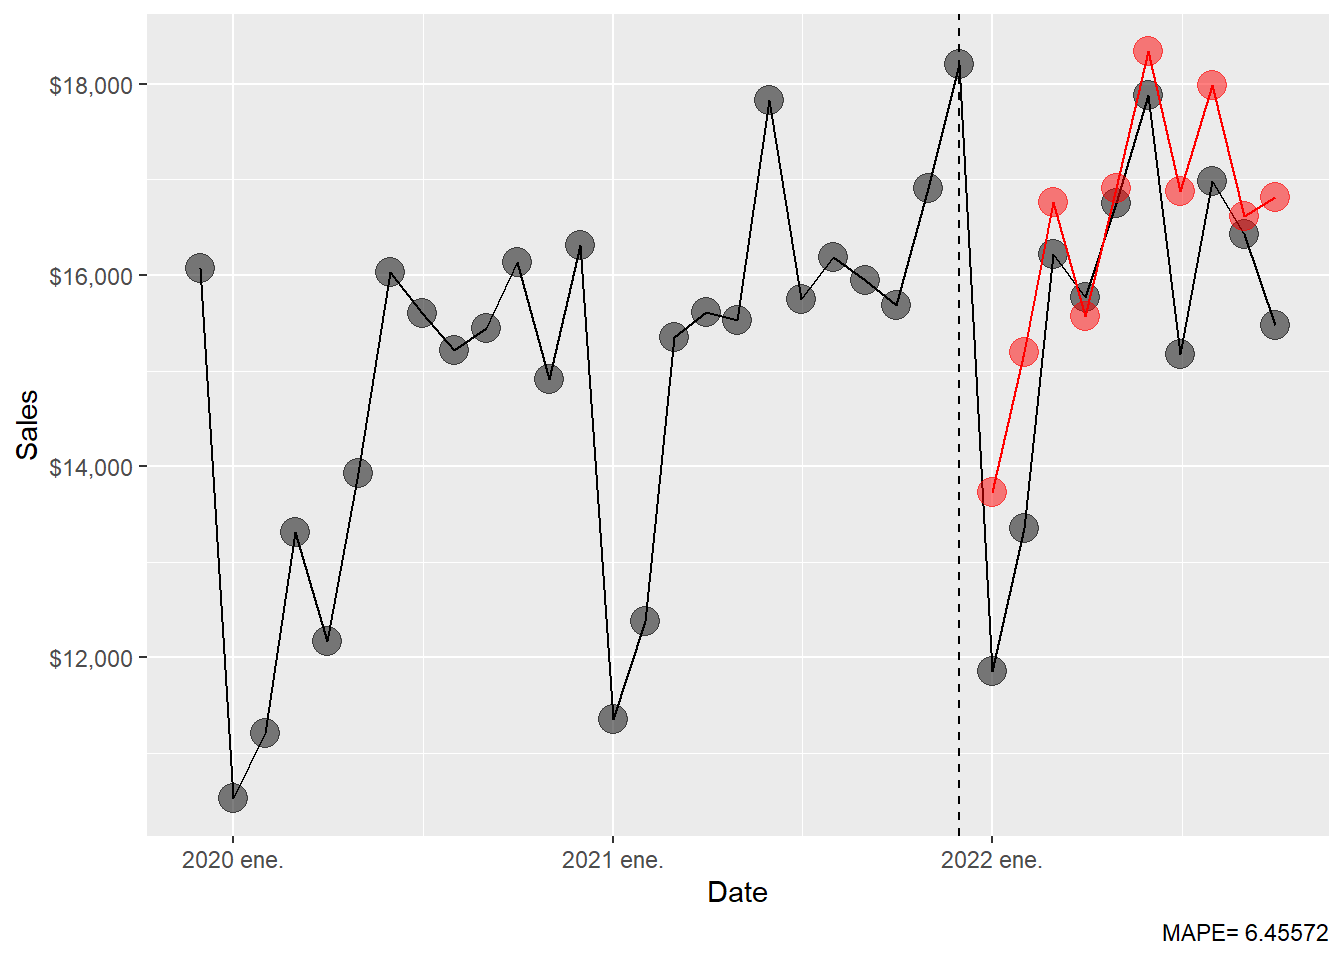 $18,000
$16,000
$14,000
$12,000
Sales
2020 ene.
2021 ene.
2022 ene.
Date
MAPE= 6.45572